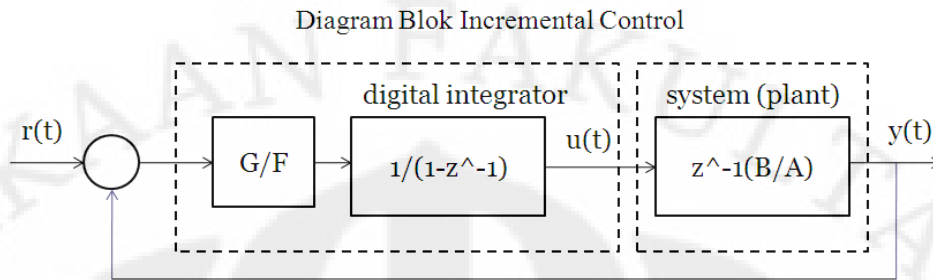 Diagram Blok Incremental Control
digital integrator
system (plant)
r(t)
G/F
1/(1-z^-1)
u(t)
z^-1(B/A)
y(t)